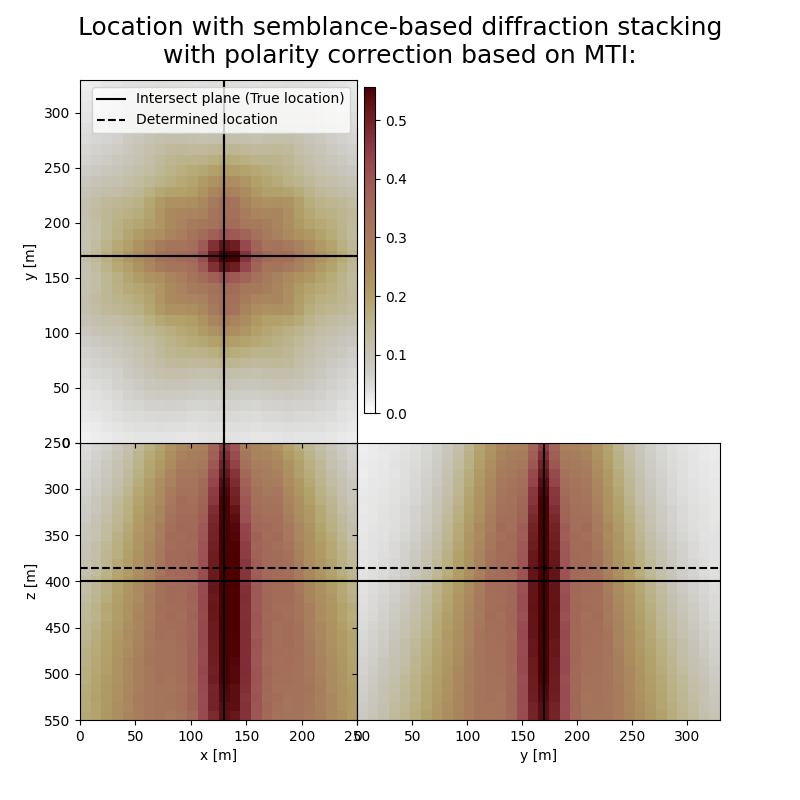 Location with semblance-based diffraction stacking
with polarity correction based on MTI:
Intersect plane (True location)
Determined location
300
250
200
150
100
50
0
y [m]
0.5
0.4
0.3
0.2
0.1
0.0
250
300
350
400
450
500
550
z [m]
0 50 100 150 200 250
x [m]
0 50 100 150 200 250 300
y [m]